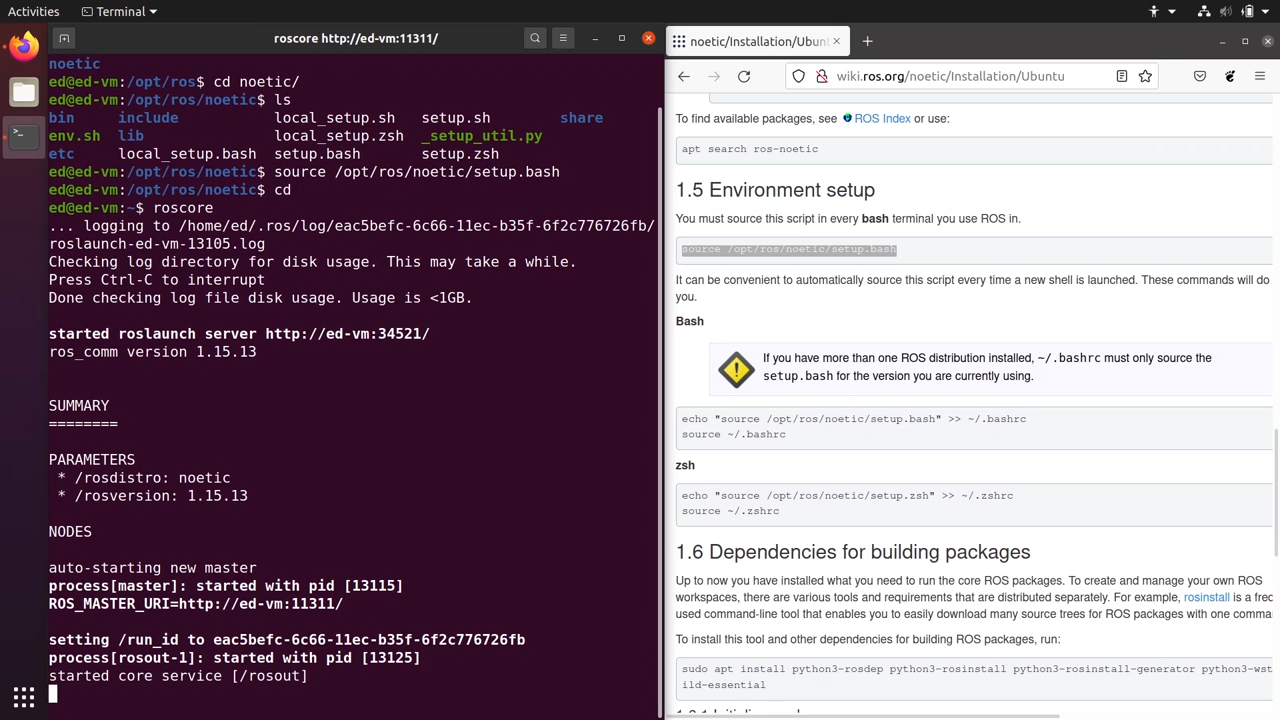 Activities
Terminal
roscore http://ed-vm:11311/
noetic
ed@ed-vm:/opt/ros$ cd noetic/
ed@ed-vm:/opt/ros/noetic$ ls
bin include local_setup.sh setup.sh share
env.sh lib local_setup.zsh _setup_util.py
etc local_setup.bash setup.bash setup.zsh
ed@ed-vm:/opt/ros/noetic$ source /opt/ros/noetic/setup.bash
ed@ed-vm:/opt/ros/noetic$ cd
ed@ed-vm:~$ roscore
... logging to /home/ed/.ros/log/eac5befc-6c66-11ec-b35f-6f2c776726fb/
roslaunch-ed-vm-13105.log
Checking log directory for disk usage. This may take a while.
Press Ctrl-C to interrupt
Done checking log file disk usage. Usage is <1GB.
started roslaunch server http://ed-vm:34521/
ros_comm version 1.15.13
SUMMARY
========
PARAMETERS
* /rosdistro: noetic
* /rosversion: 1.15.13
NODES
auto-starting new master
process[master]: started with pid [13115]
ROS_MASTER_URI=http://ed-vm:11311/
setting /run_id to eac5befc-6c66-11ec-b35f-6f2c776726fb
process[rosout-1]: started with pid [13125]
started core service [/rosout]
noetic/Installation/Ubun
wiki.ros.org/noetic/Installation/Ubuntu
To find available packages, see ROS Index or use:
apt search ros-noetic
1.5 Environment setup
You must source this script in every bash terminal you use ROS in.
source /opt/ros/noetic/setup.bash
It can be convenient to automatically source this script every time a new shell is launched. These commands will do
you.
Bash
If you have more than one ROS distribution installed, ~/.bashrc must only source the
setup.bash for the version you are currently using.
echo "source /opt/ros/noetic/setup.bash" >> ~/.bashrc
source ~/.bashrc
zsh
echo "source /opt/ros/noetic/setup.zsh" >> ~/.zshrc
source ~/.zshrc
1.6 Dependencies for building packages
Up to now you have installed what you need to run the core ROS packages. To create and manage your own ROS
workspaces, there are various tools and requirements that are distributed separately. For example, rosinstall is a freq
used command-line tool that enables you to easily download many source trees for ROS packages with one comma
To install this tool and other dependencies for building ROS packages, run:
sudo apt install python3-rosdep python3-rosinstall python3-rosinstall-generator python3-wst
ild-essential